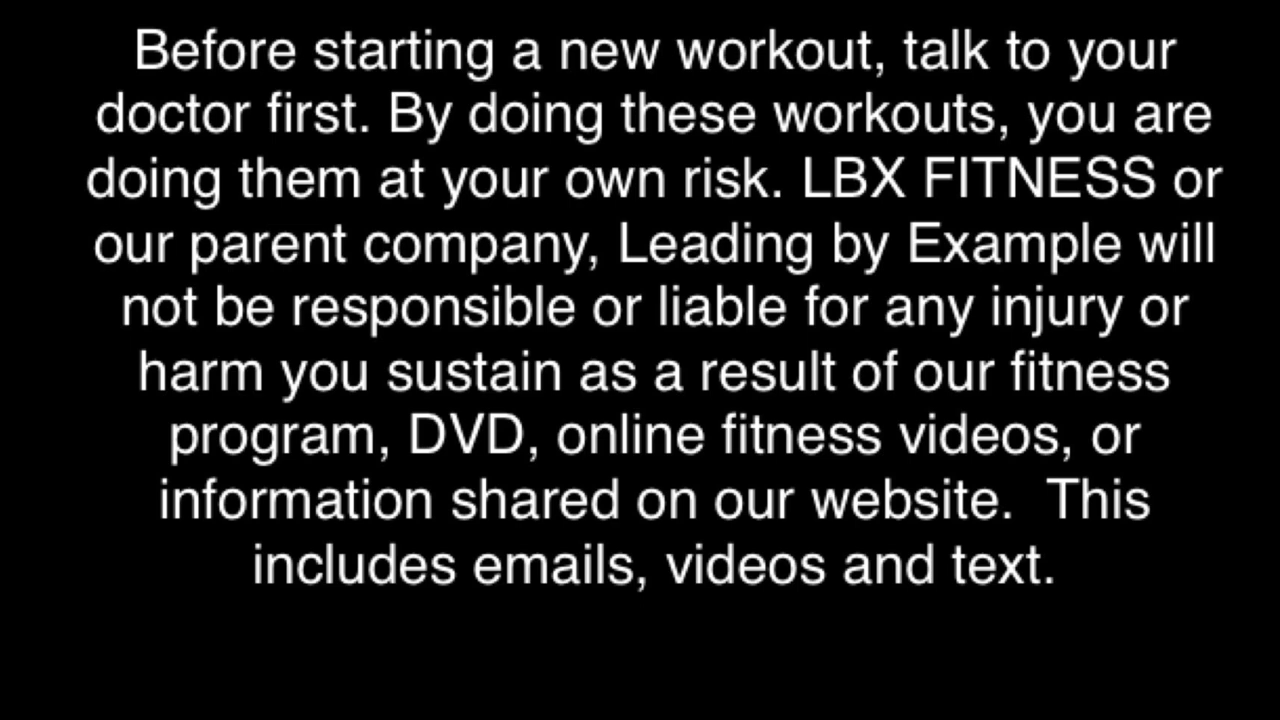 Before starting a new workout, talk to your
doctor first. By doing these workouts, you are
doing them at your own risk. LBX FITNESS or
our parent company, Leading by Example will
not be responsible or liable for any injury or
harm you sustain as a result of our fitness
program, DVD, online fitness videos, or
information shared on our website.  This
includes emails, videos and text.